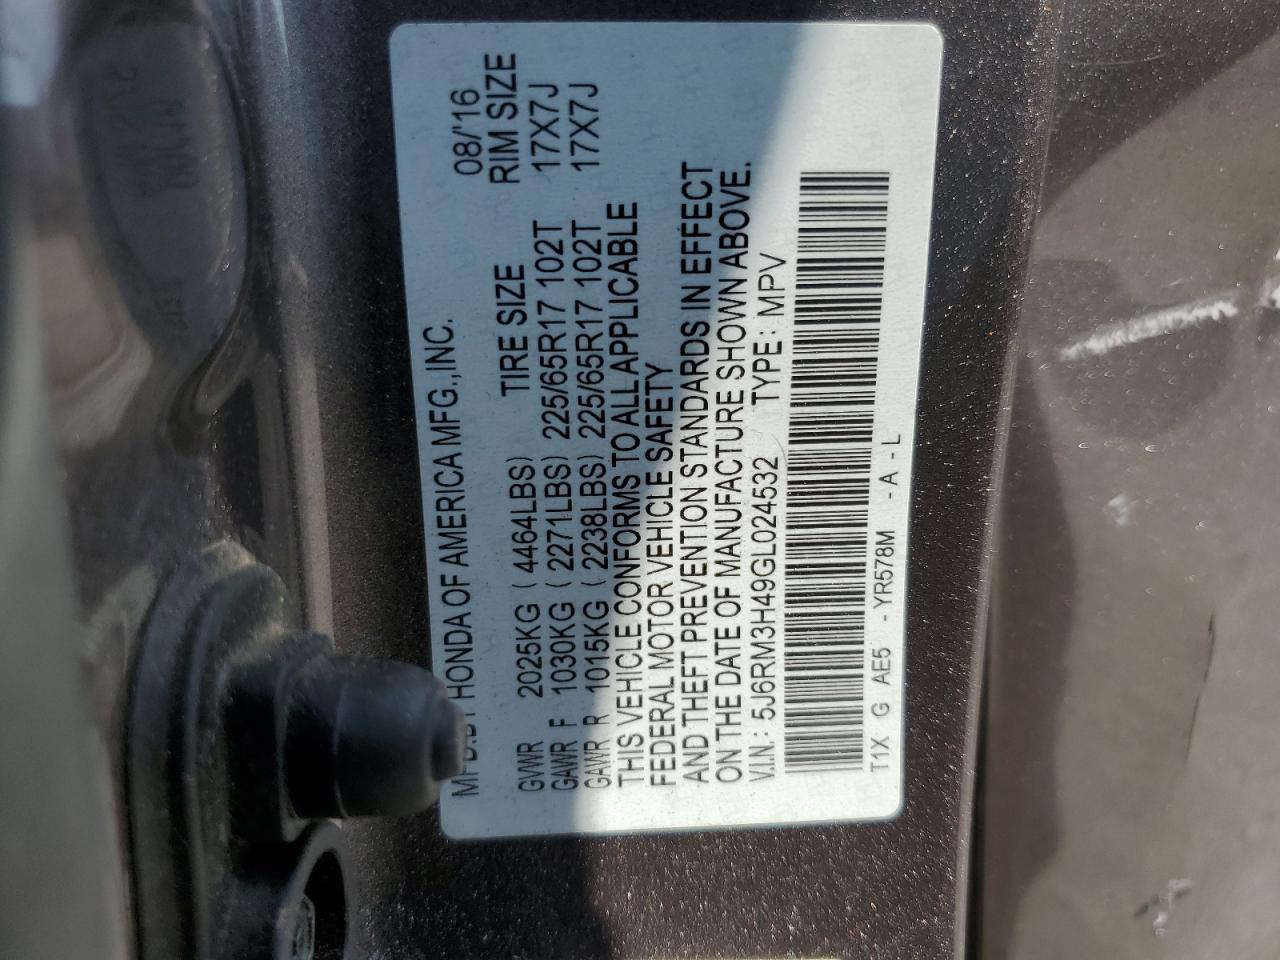 MFD.BY HONDA OF AMERICA MFG.,INC. 08/'16
TIRE SIZE RIM SIZE
GVWR 2025KG ( 4464LBS)
GAWR F 1030KG ( 2271LBS) 225/65R17 102T 17X7J
GAWR R 1015KG ( 2238LBS) 225/65R17 102T 17X7J
THIS VEHICLE CONFORMS TO ALL APPLICABLE
FEDERAL MOTOR VEHICLE SAFETY
AND THEFT PREVENTION STANDARDS IN EFFECT
ON THE DATE OF MANUFACTURE SHOWN ABOVE.
V.I.N.: 5J6RM3H49GL024532 TYPE: MPV
T1X G AE5 -YR578M -A-L